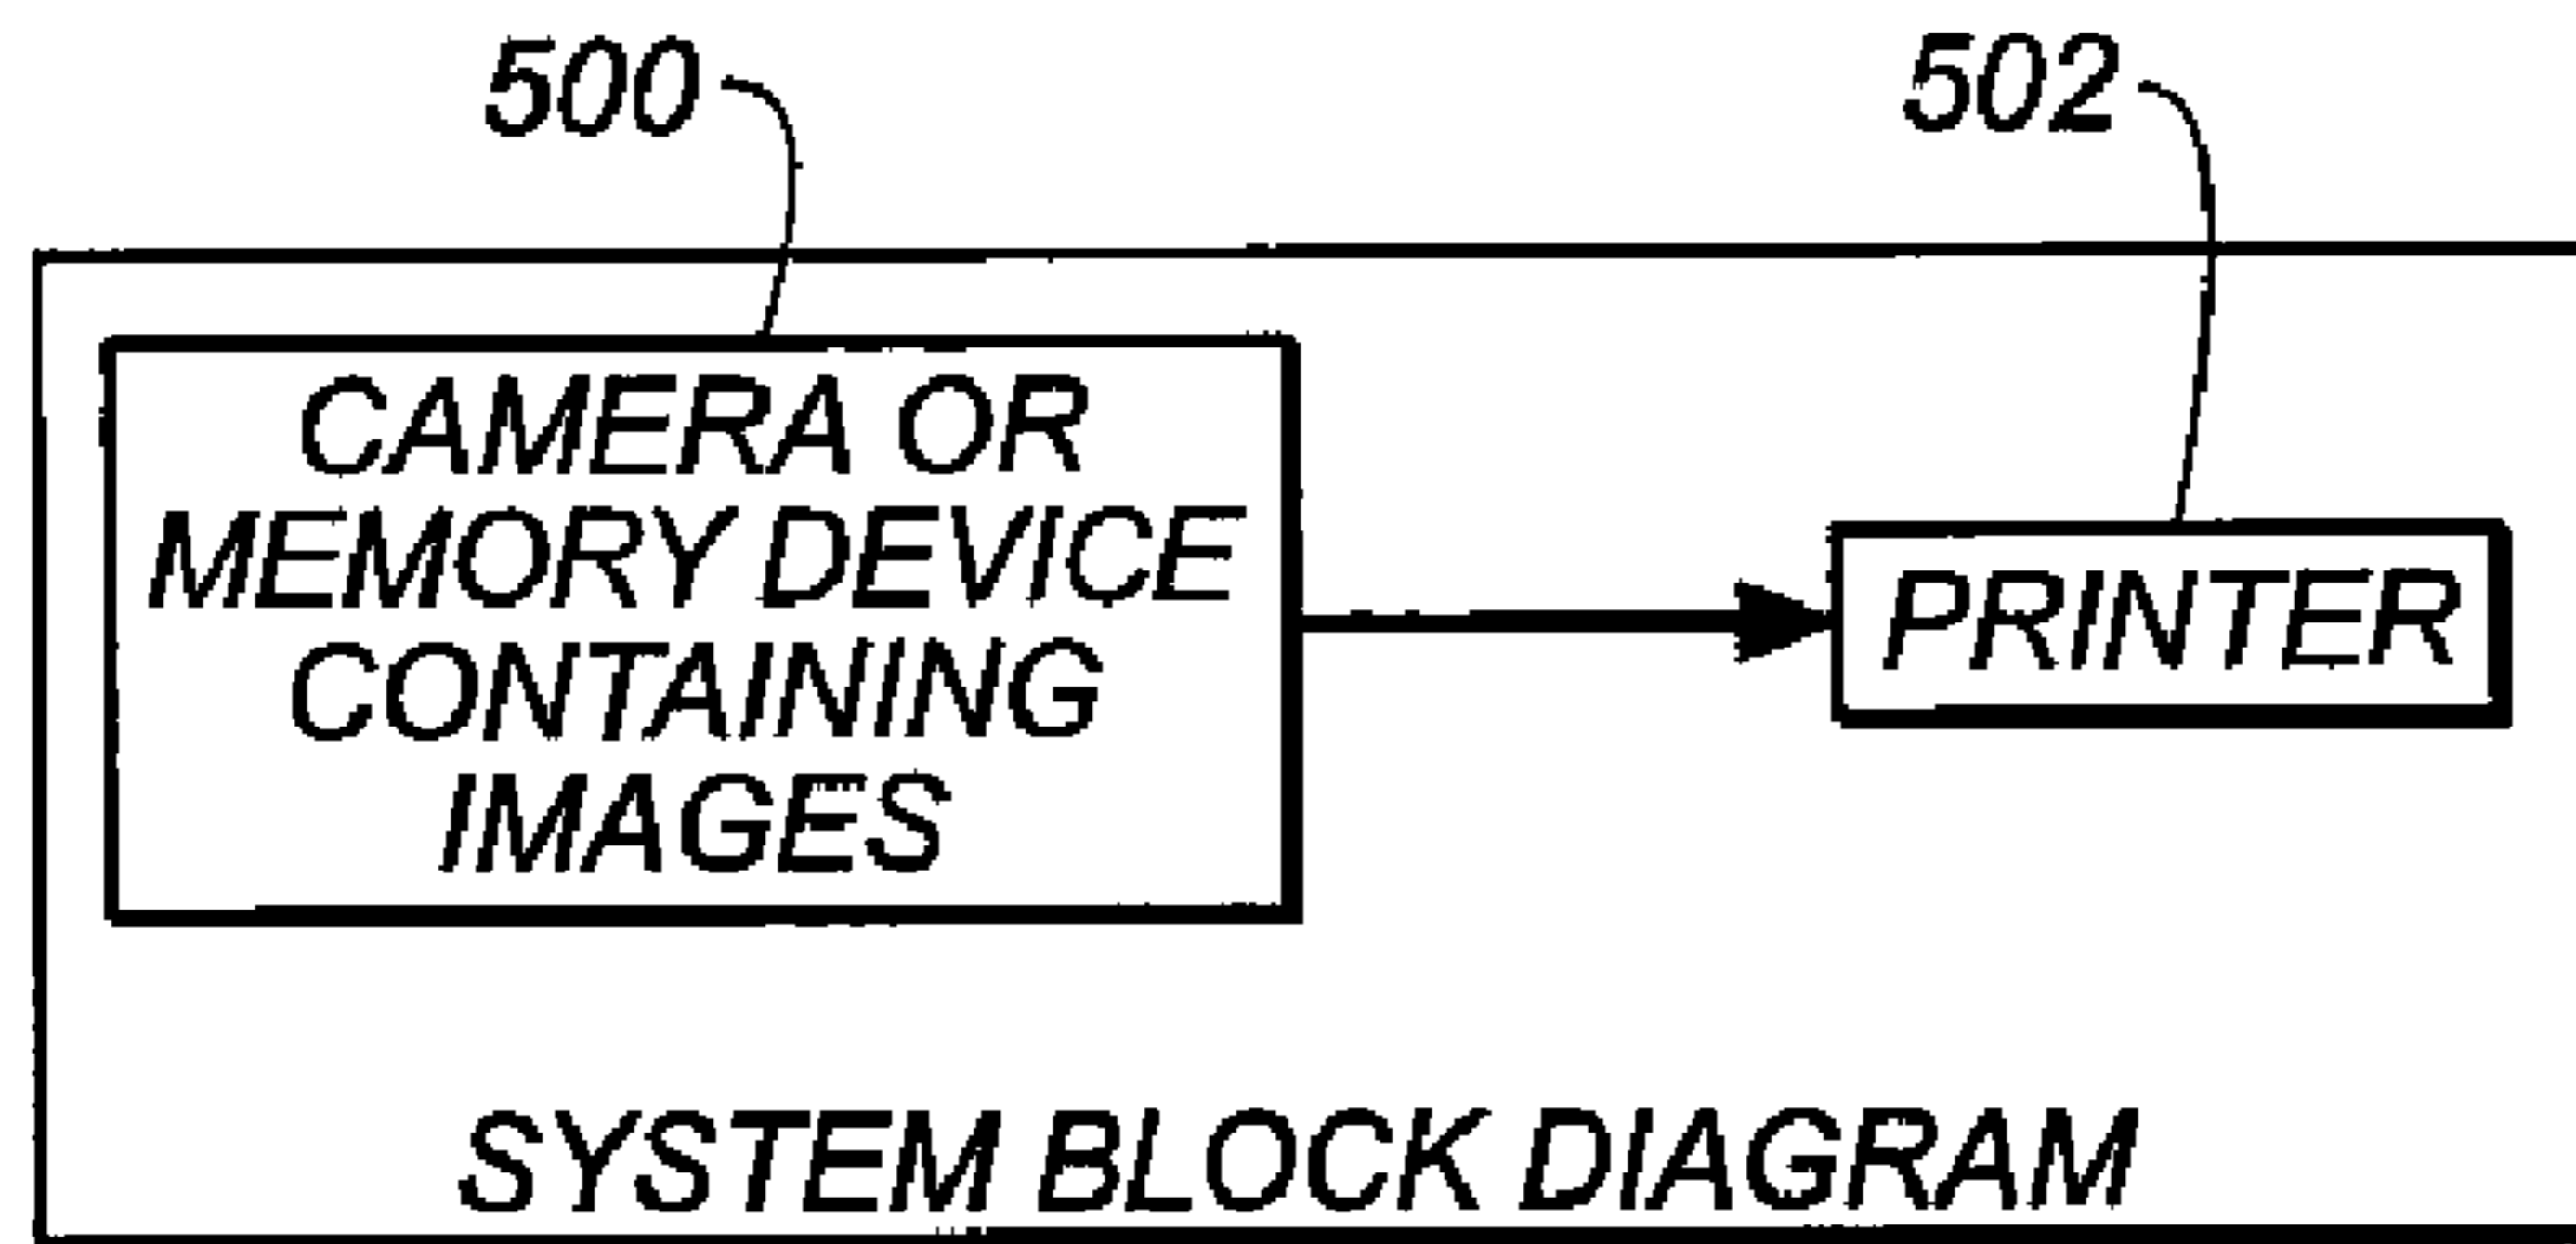 500
502
CAMERA OR
MEMORY DEVICE
CONTAINING
IMAGES
PRINTER
SYSTEM BLOCK DIAGRAM